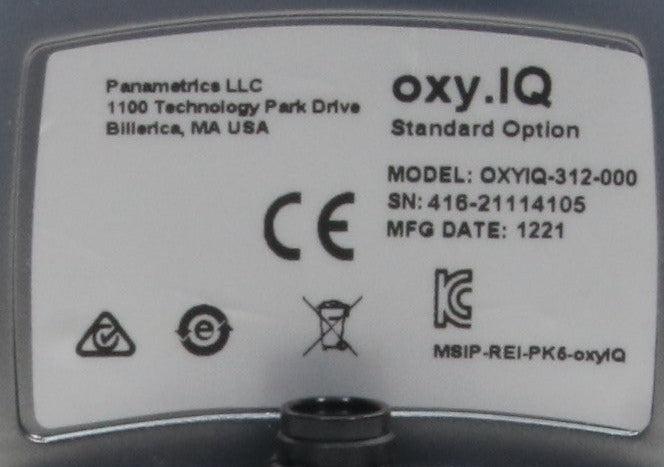 Panametrics LLC
1100 Technology Park Drive
Billerica, MA USA
oxy.IQ
Standard Option
MODEL: OXYIQ-312-000
SN: 416-21114105
MFG DATE: 1221
CE
e
KC
MSIP-REI-PK6-oxyIQ